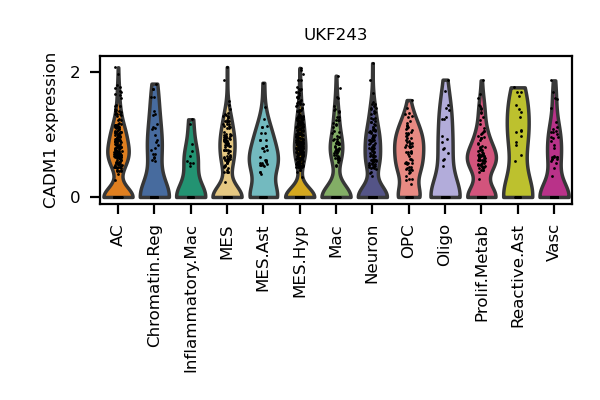 UKF243
CADM1 expression
2
0
AC
Chromatin.Reg
Inflammatory.Mac
MES
MES.Ast
MES.Hyp
Mac
Neuron
OPC
Oligo
Prolif.Metab
Reactive.Ast
Vasc